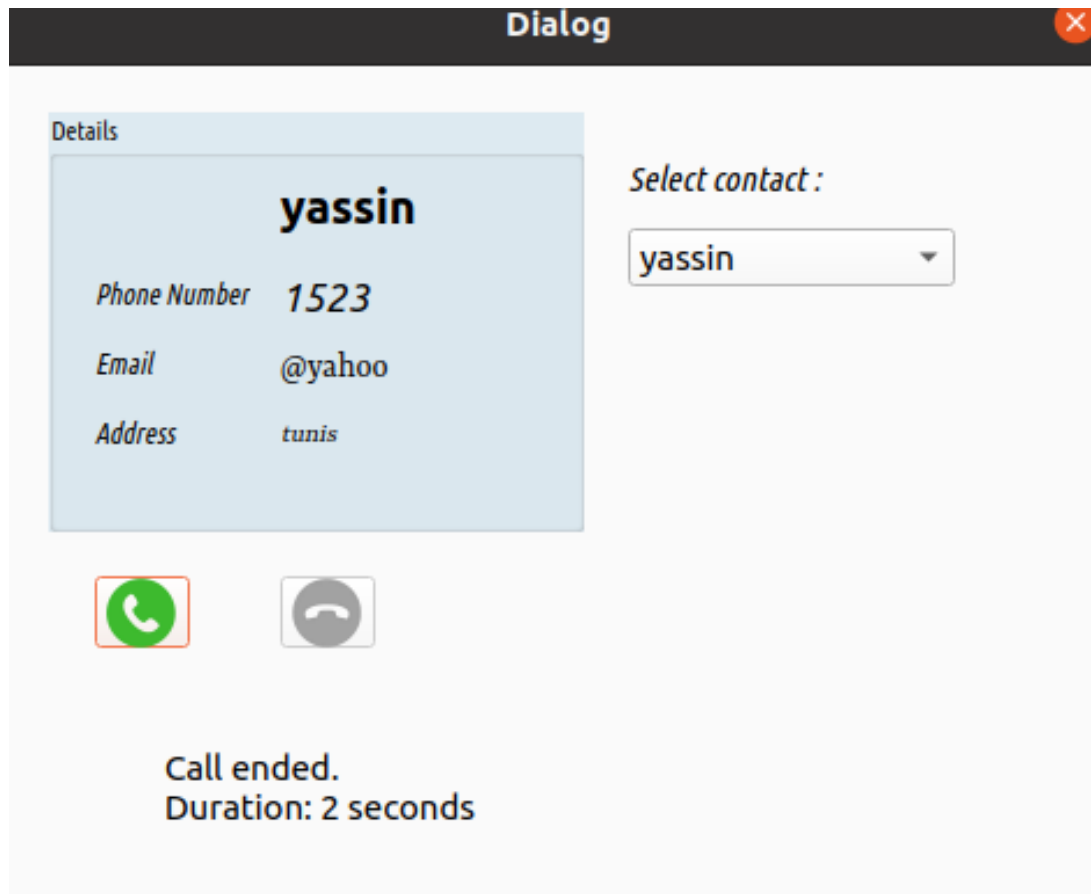 Dialog
Details
yassin
Phone Number 1523
Email @yahoo
Address tunis
Select contact :
yassin
Call ended.
Duration: 2 seconds